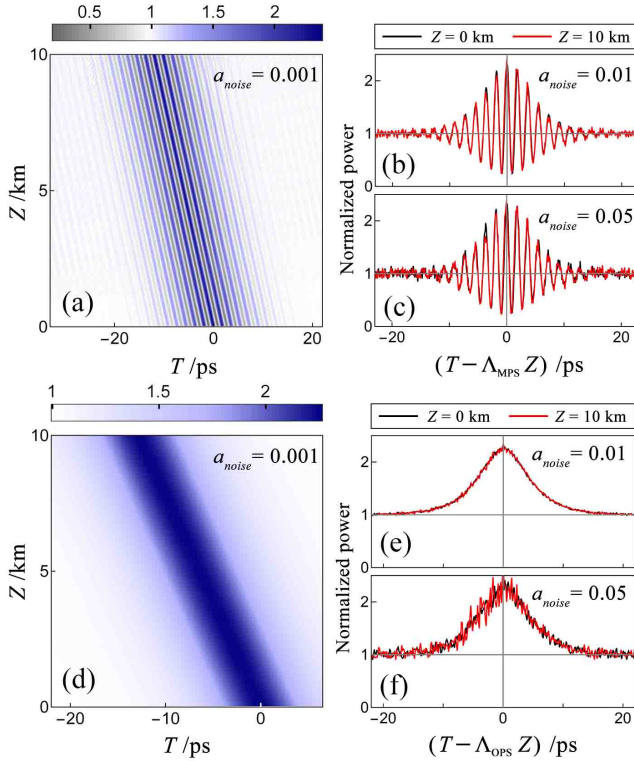 0.5 1 1.5 2
10
5
0
Z /km
a_noise = 0.001
(a)
−20 0 20
T /ps
Z = 0 km Z = 10 km
Normalized power
2
1
0
a_noise = 0.01
(b)
2
1
0
a_noise = 0.05
(c)
−20 −10 0 10 20
(T − Λ_MPS Z) /ps
1 1.5 2
10
5
0
Z /km
a_noise = 0.001
(d)
−20 −10 0
T /ps
Z = 0 km Z = 10 km
Normalized power
2
1
0
a_noise = 0.01
(e)
2
1
0
a_noise = 0.05
(f)
−20 −10 0 10 20
(T − Λ_OPS Z) /ps